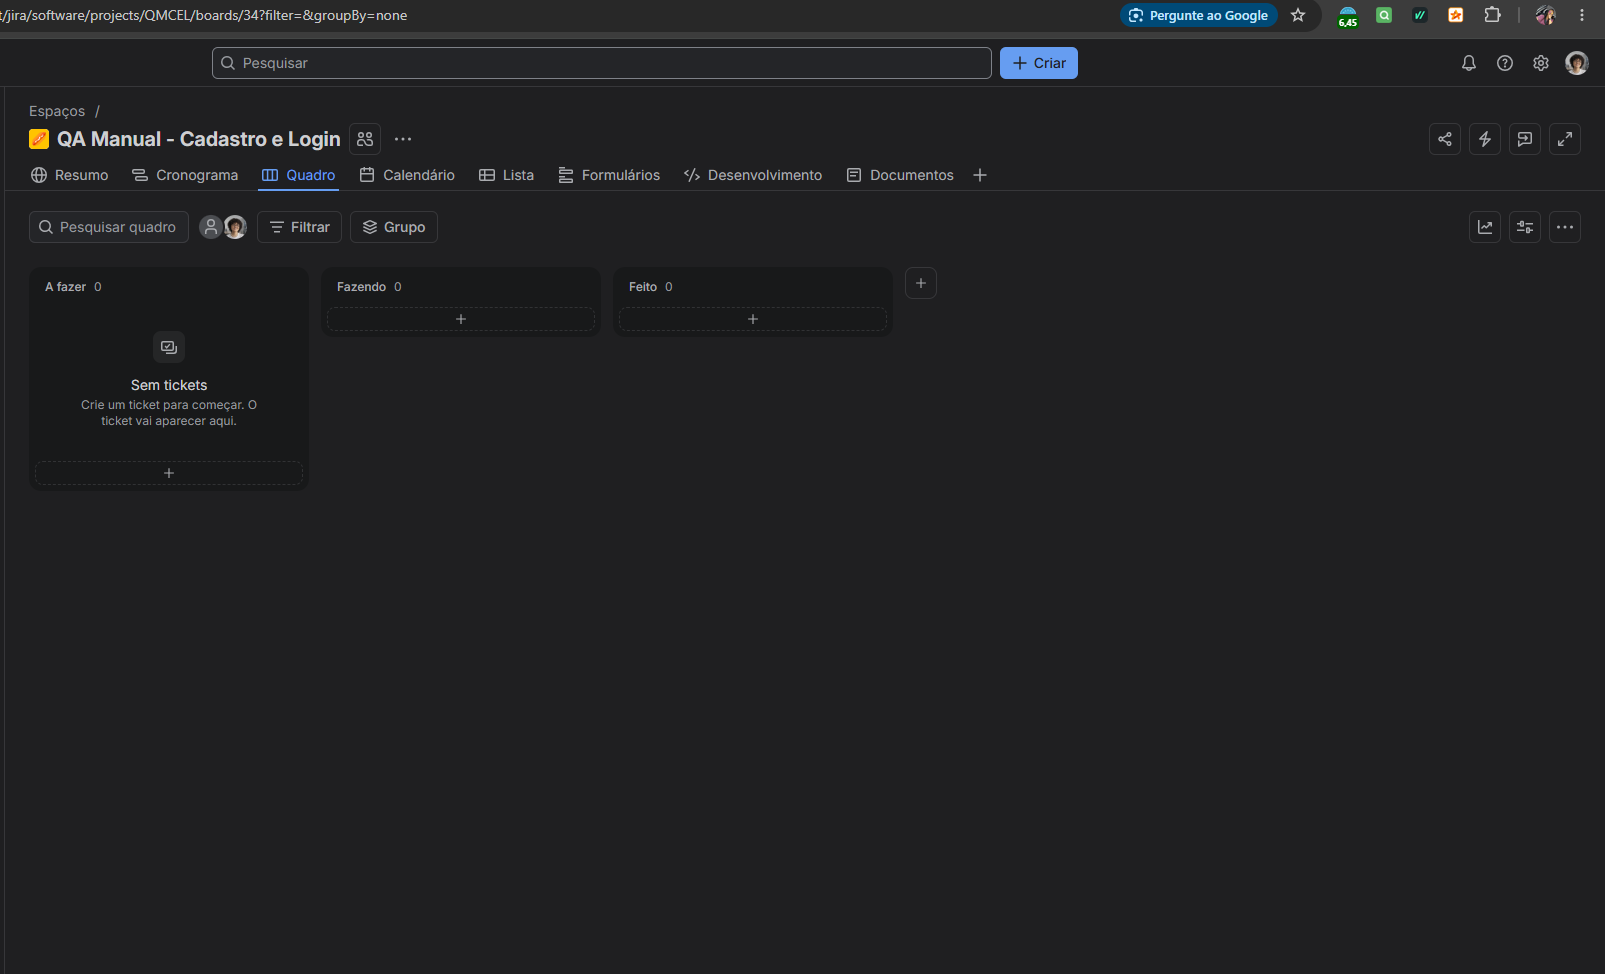 t/jira/software/projects/QMCEL/boards/34?filter=&groupBy=none
Pergunte ao Google
6,45
Pesquisar
Criar
Espaços /
QA Manual - Cadastro e Login
Resumo
Cronograma
Quadro
Calendário
Lista
Formulários
Desenvolvimento
Documentos
Pesquisar quadro
Filtrar
Grupo
A fazer 0
Fazendo 0
Feito 0
Sem tickets
Crie um ticket para começar. O
ticket vai aparecer aqui.